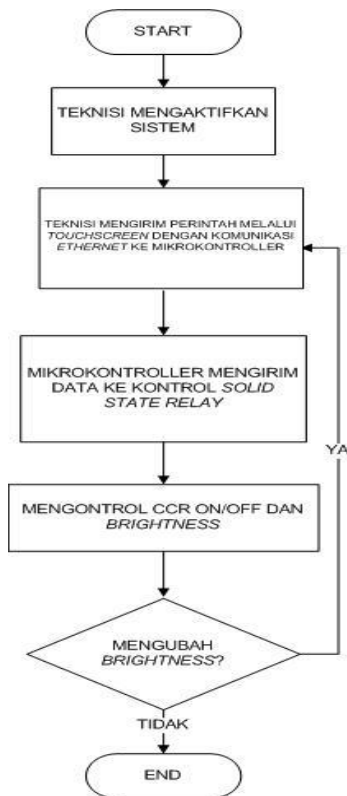 START
TEKNISI MENGAKTIFKAN
SISTEM
TEKNISI MENGIRIM PERINTAH MELALUI
TOUCHSCREEN DENGAN KOMUNIKASI
ETHERNET KE MIKROKONTROLLER
MIKROKONTROLLER MENGIRIM
DATA KE KONTROL SOLID
STATE RELAY
YA
MENGONTROL CCR ON/OFF DAN
BRIGHTNESS
MENGUBAH
BRIGHTNESS?
TIDAK
END